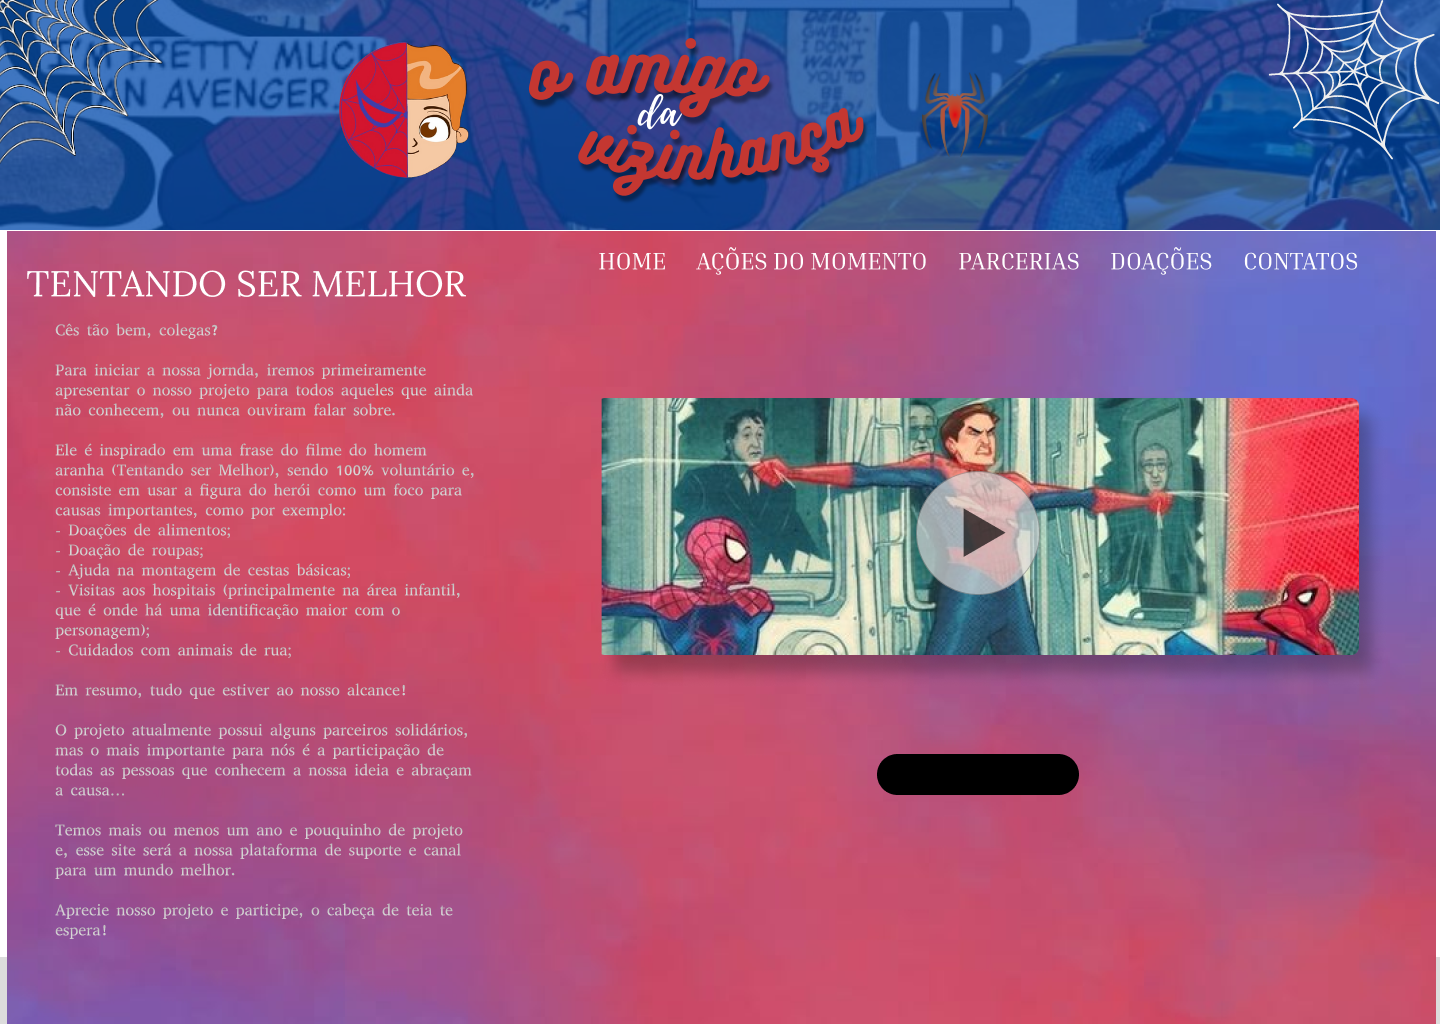 PRETTY MUCH
AN AVENGER.
o amigo
da
vizinhança
DEAD,
GWEN-
I DON'T
WANT
YOU TO
BE
DEAD
HOME AÇÕES DO MOMENTO PARCERIAS DOAÇÕES CONTATOS
TENTANDO SER MELHOR
Cês tão bem, colegas?
Para iniciar a nossa jornda, iremos primeiramente
apresentar o nosso projeto para todos aqueles que ainda
não conhecem, ou nunca ouviram falar sobre.
Ele é inspirado em uma frase do filme do homem
aranha (Tentando ser Melhor), sendo 100% voluntário e,
consiste em usar a figura do herói como um foco para
causas importantes, como por exemplo:
- Doações de alimentos;
- Doação de roupas;
- Ajuda na montagem de cestas básicas;
- Visitas aos hospitais (principalmente na área infantil,
que é onde há uma identificação maior com o
personagem);
- Cuidados com animais de rua;
Em resumo, tudo que estiver ao nosso alcance!
O projeto atualmente possui alguns parceiros solidários,
mas o mais importante para nós é a participação de
todas as pessoas que conhecem a nossa ideia e abraçam
a causa...
Temos mais ou menos um ano e pouquinho de projeto
e, esse site será a nossa plataforma de suporte e canal
para um mundo melhor.
Aprecie nosso projeto e participe, o cabeça de teia te
espera!